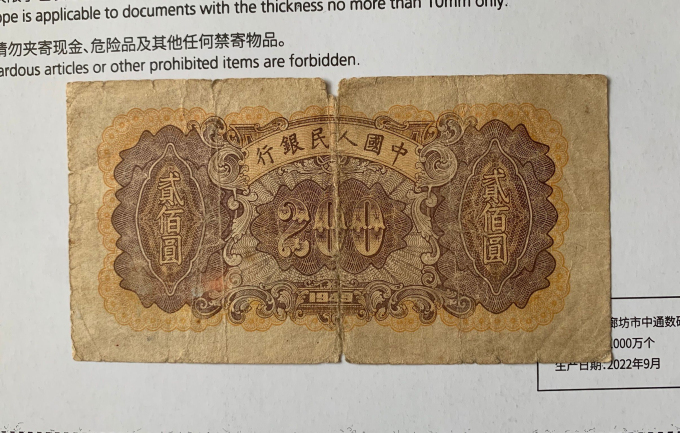 ope is applicable to documents with the thickness no more than 10mm only.
请勿夹寄现金、危险品及其他任何禁寄物品。
ardous articles or other prohibited items are forbidden.
行銀民人國中
貳佰圓
200
貳佰圓
1949
廊坊市中通数码
000万个
生产日期:2022年9月